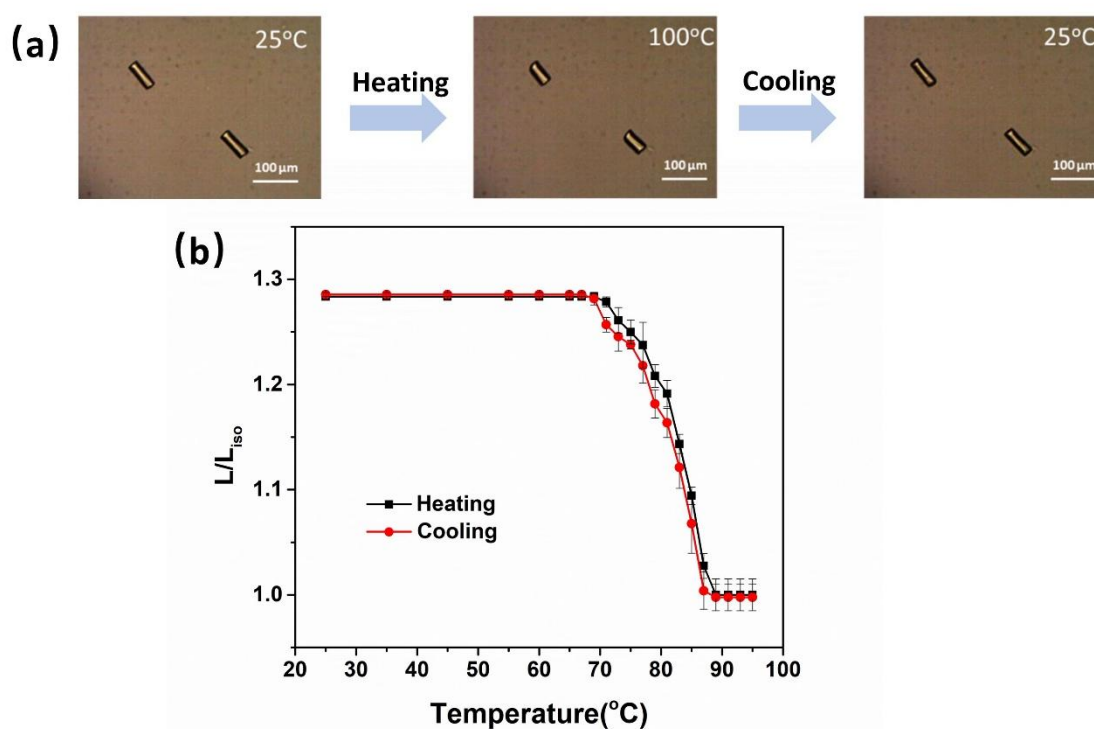 (a)
25°C
Heating
100°C
Cooling
25°C
100 μm
100 μm
100 μm
(b)
1.3
1.2
1.1
1.0
L/Liso
Heating
Cooling
20 30 40 50 60 70 80 90 100
Temperature(°C)